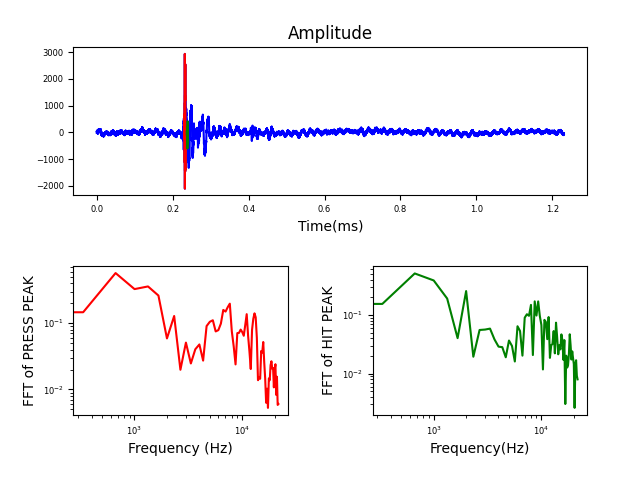 Amplitude
3000
2000
1000
0
−1000
−2000
0.0 0.2 0.4 0.6 0.8 1.0 1.2
Time(ms)
FFT of PRESS PEAK
10⁻¹
10⁻²
10³ 10⁴
Frequency (Hz)
FFT of HIT PEAK
10⁻¹
10⁻²
10³ 10⁴
Frequency(Hz)